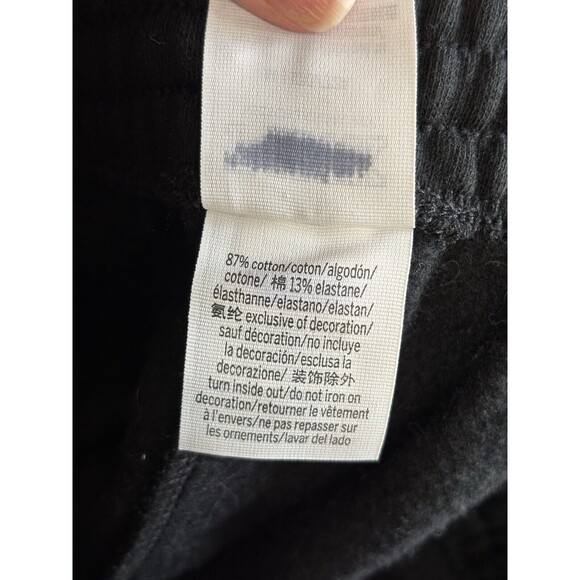 87% cotton/coton/algodón/
cotone/ 棉 13% elastane/
élasthanne/elastano/elastan/
氨纶 exclusive of decoration/
sauf décoration/no incluye
la decoración/esclusa la
decorazione/ 装饰除外
turn inside out/do not iron on
decoration/retourner le vêtement
à l'envers/ne pas repasser sur
les ornements/lavar del lado